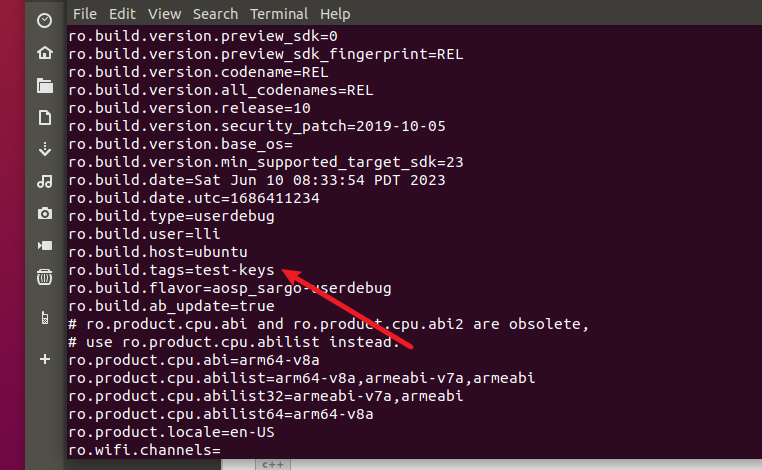 File Edit View Search Terminal Help
ro.build.version.preview_sdk=0
ro.build.version.preview_sdk_fingerprint=REL
ro.build.version.codename=REL
ro.build.version.all_codenames=REL
ro.build.version.release=10
ro.build.version.security_patch=2019-10-05
ro.build.version.base_os=
ro.build.version.min_supported_target_sdk=23
ro.build.date=Sat Jun 10 08:33:54 PDT 2023
ro.build.date.utc=1686411234
ro.build.type=userdebug
ro.build.user=lli
ro.build.host=ubuntu
ro.build.tags=test-keys
ro.build.flavor=aosp_sargo-userdebug
ro.build.ab_update=true
# ro.product.cpu.abi and ro.product.cpu.abi2 are obsolete,
# use ro.product.cpu.abilist instead.
ro.product.cpu.abi=arm64-v8a
ro.product.cpu.abilist=arm64-v8a,armeabi-v7a,armeabi
ro.product.cpu.abilist32=armeabi-v7a,armeabi
ro.product.cpu.abilist64=arm64-v8a
ro.product.locale=en-US
ro.wifi.channels=
c++